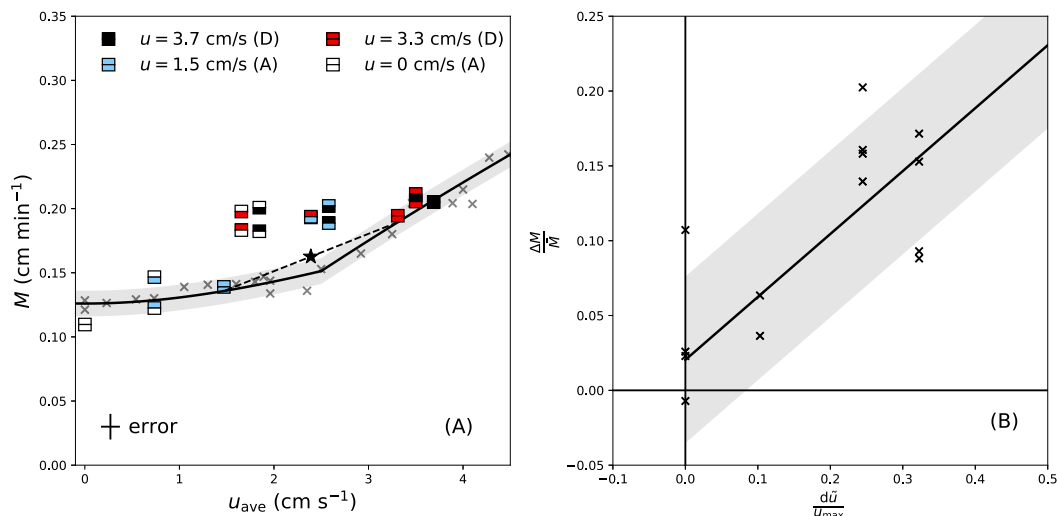 0.35
0.30
0.25
0.20
0.15
0.10
0.05
0.00
M (cm min⁻¹)
u = 3.7 cm/s (D)
u = 3.3 cm/s (D)
u = 1.5 cm/s (A)
u = 0 cm/s (A)
error
(A)
0 1 2 3 4
u_ave (cm s⁻¹)
0.25
0.20
0.15
0.10
0.05
0.00
−0.05
ΔM
M̄
(B)
−0.1 0.0 0.1 0.2 0.3 0.4 0.5
dũ
u_max